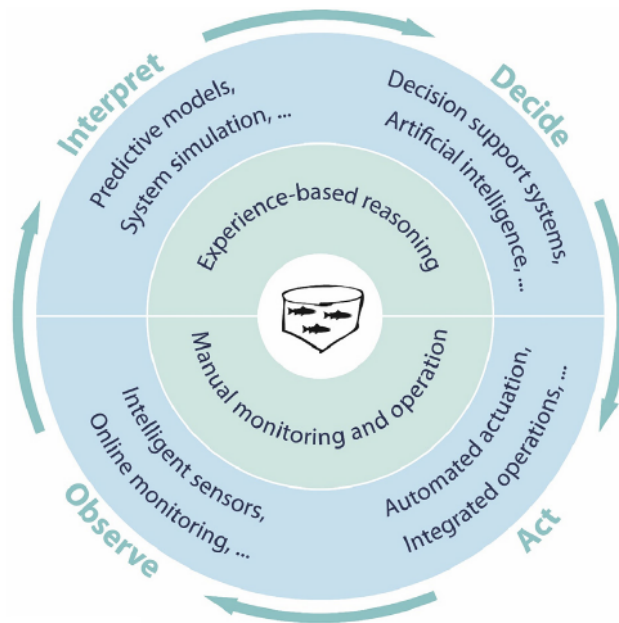 Interpret
Predictive models,
System simulation, ...
Decide
Decision support systems,
Artificial intelligence, ...
Experience-based reasoning
Manual monitoring and operation
Observe
Intelligent sensors,
Online monitoring, ...
Act
Automated actuation,
Integrated operations, ...